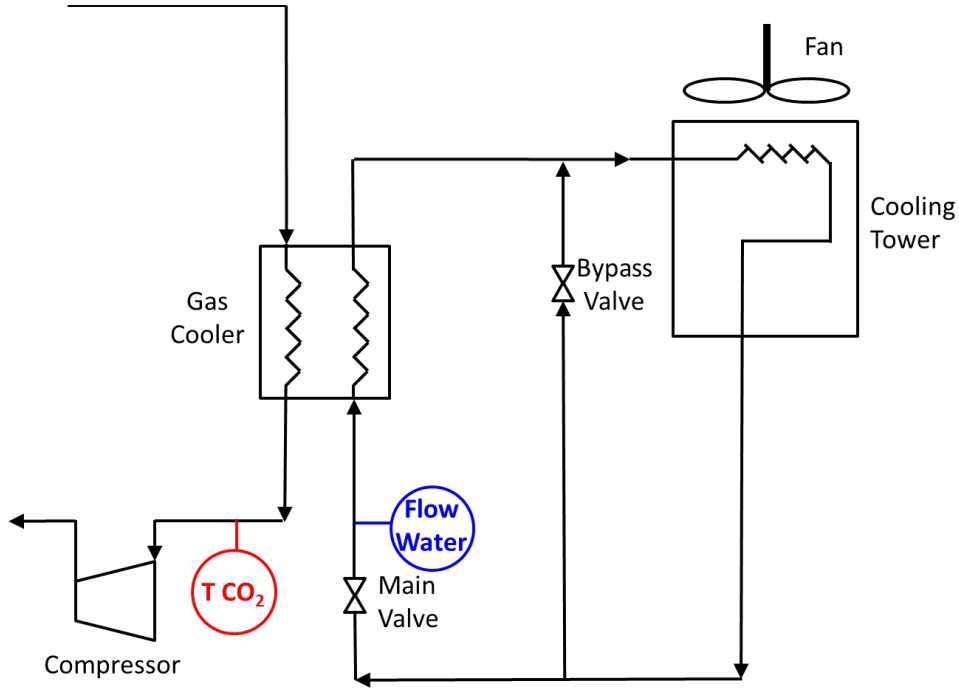 Fan
Cooling
Tower
Bypass
Valve
Gas
Cooler
Flow
Water
T CO₂
Main
Valve
Compressor